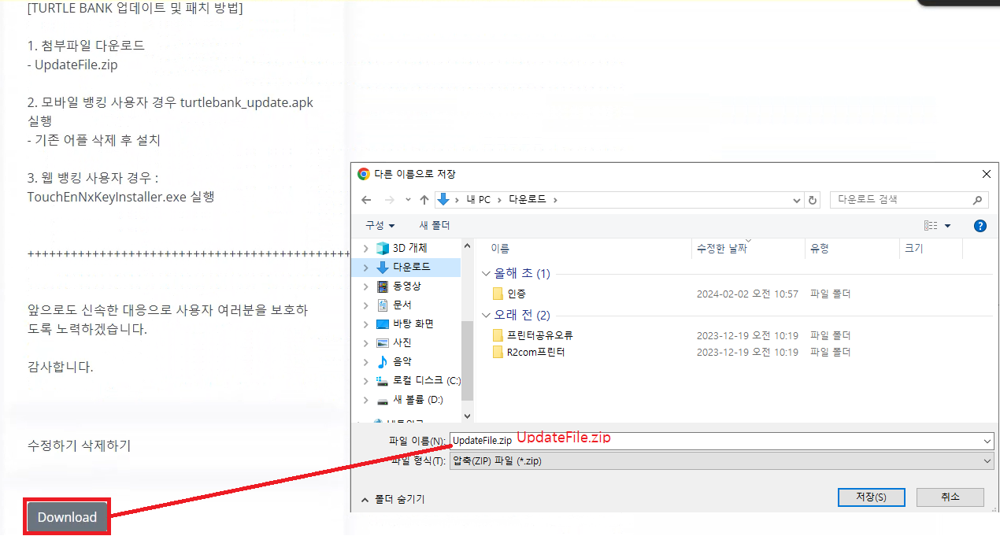 [TURTLE BANK 업데이트 및 패치 방법]
1. 첨부파일 다운로드
- UpdateFile.zip
2. 모바일 뱅킹 사용자 경우 turtlebank_update.apk
실행
- 기존 어플 삭제 후 설치
3. 웹 뱅킹 사용자 경우 :
TouchEnNxKeyInstaller.exe 실행
++++++++++++++++++++++++++++++++++++++++++++
앞으로도 신속한 대응으로 사용자 여러분을 보호하
도록 노력하겠습니다.
감사합니다.
수정하기 삭제하기
Download
다른 이름으로 저장
내 PC > 다운로드 >
다운로드 검색
구성
새 폴더
3D 개체
다운로드
동영상
문서
바탕 화면
사진
음악
로컬 디스크 (C:)
새 볼륨 (D:)
이름 수정한 날짜 유형 크기
올해 초 (1)
인증 2024-02-02 오전 10:57 파일 폴더
오래 전 (2)
프린터공유오류 2023-12-19 오전 10:19 파일 폴더
R2com프린터 2023-12-19 오전 10:19 파일 폴더
파일 이름(N): UpdateFile.zip UpdateFile.zip
파일 형식(T): 압축(ZIP) 파일 (*.zip)
폴더 숨기기
저장(S)
취소